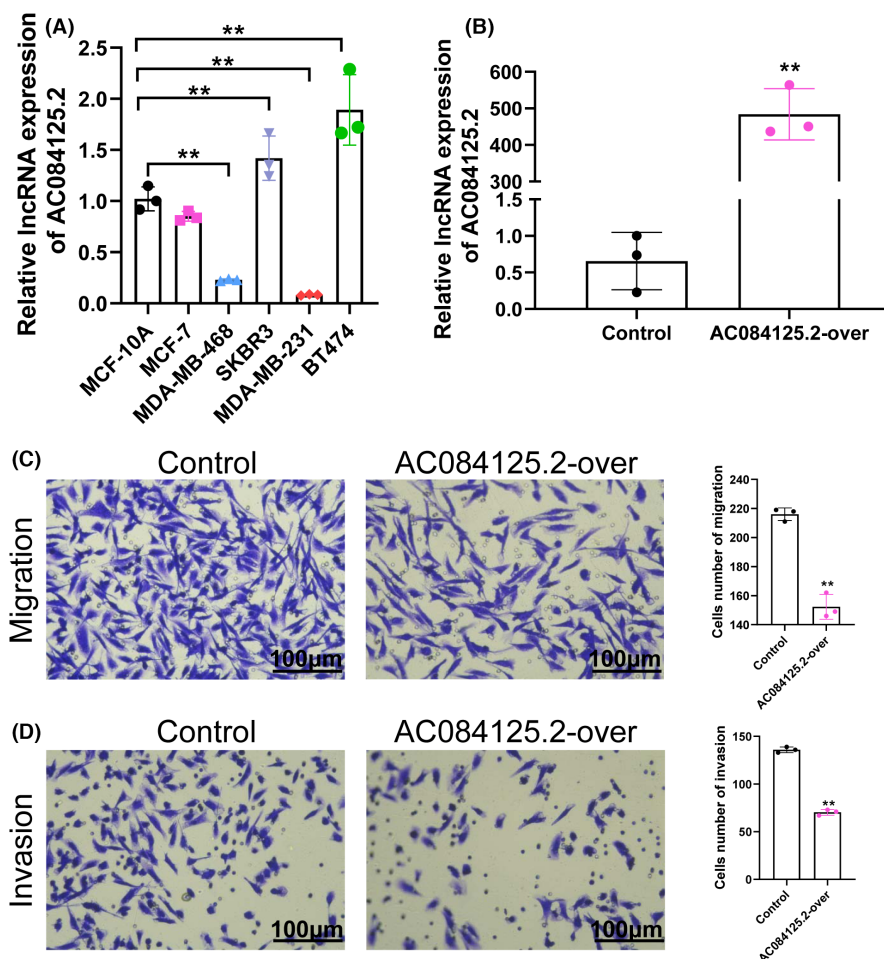 (A)
Relative lncRNA expression
of AC084125.2
2.5
2.0
1.5
1.0
0.5
0.0
**
**
**
**
MCF-10A
MCF-7
MDA-MB-468
SKBR3
MDA-MB-231
BT474
(B)
Relative lncRNA expression
of AC084125.2
600
500
400
300
1.5
1.0
0.5
0.0
**
Control
AC084125.2-over
(C)
Control
AC084125.2-over
Migration
100μm
100μm
Cells number of migration
240
220
200
180
160
140
**
Control
AC084125.2-over
(D)
Control
AC084125.2-over
Invasion
100μm
100μm
Cells number of invasion
150
100
50
0
**
Control
AC084125.2-over